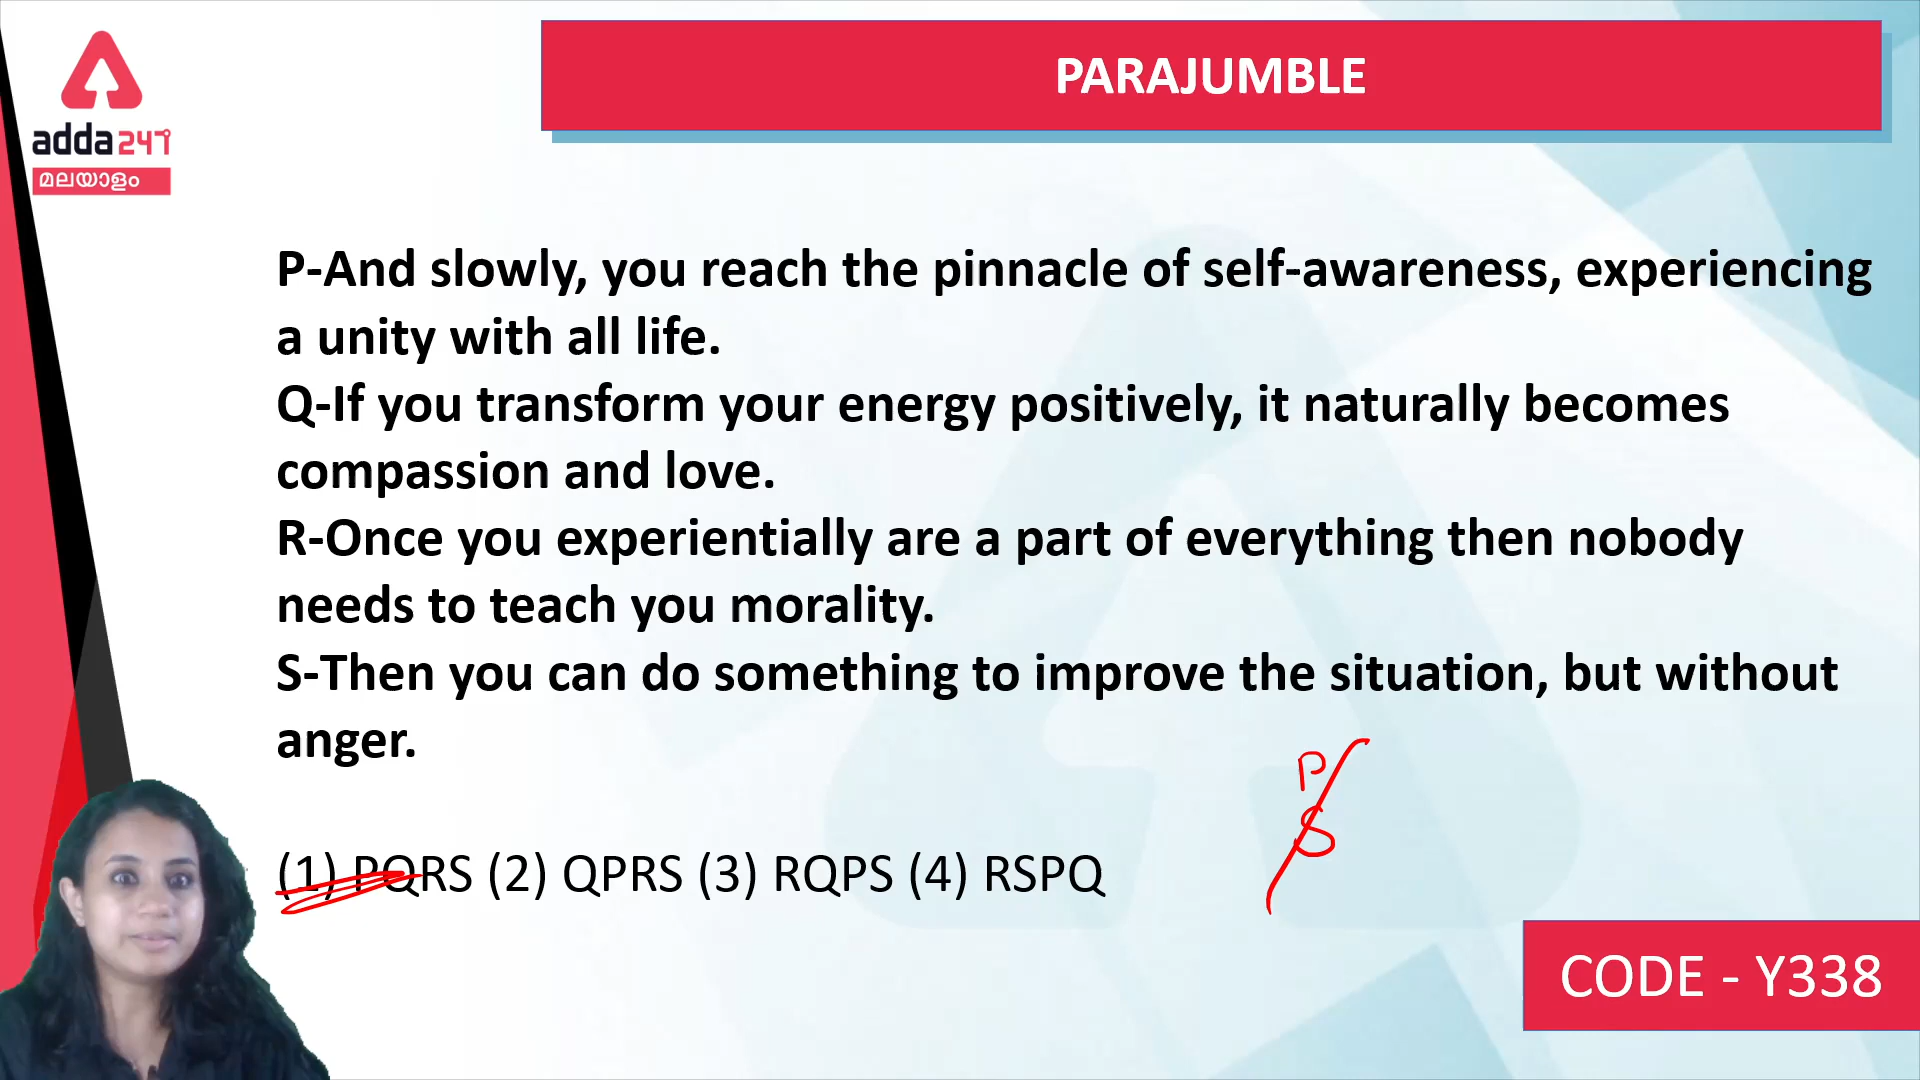 PARAJUMBLE
adda247
മലയാളം
P-And slowly, you reach the pinnacle of self-awareness, experiencing
a unity with all life.
Q-If you transform your energy positively, it naturally becomes
compassion and love.
R-Once you experientially are a part of everything then nobody
needs to teach you morality.
S-Then you can do something to improve the situation, but without
anger.
P
S
(1) PQRS (2) QPRS (3) RQPS (4) RSPQ
CODE - Y338